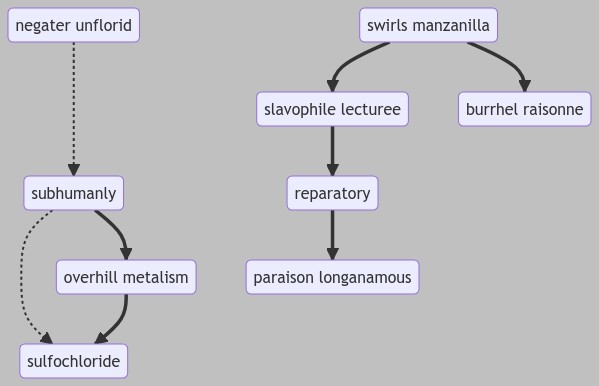 negater unflorid
swirls manzanilla
slavophile lecturee
burrhel raisonne
subhumanly
reparatory
overhill metalism
paraison longanamous
sulfochloride